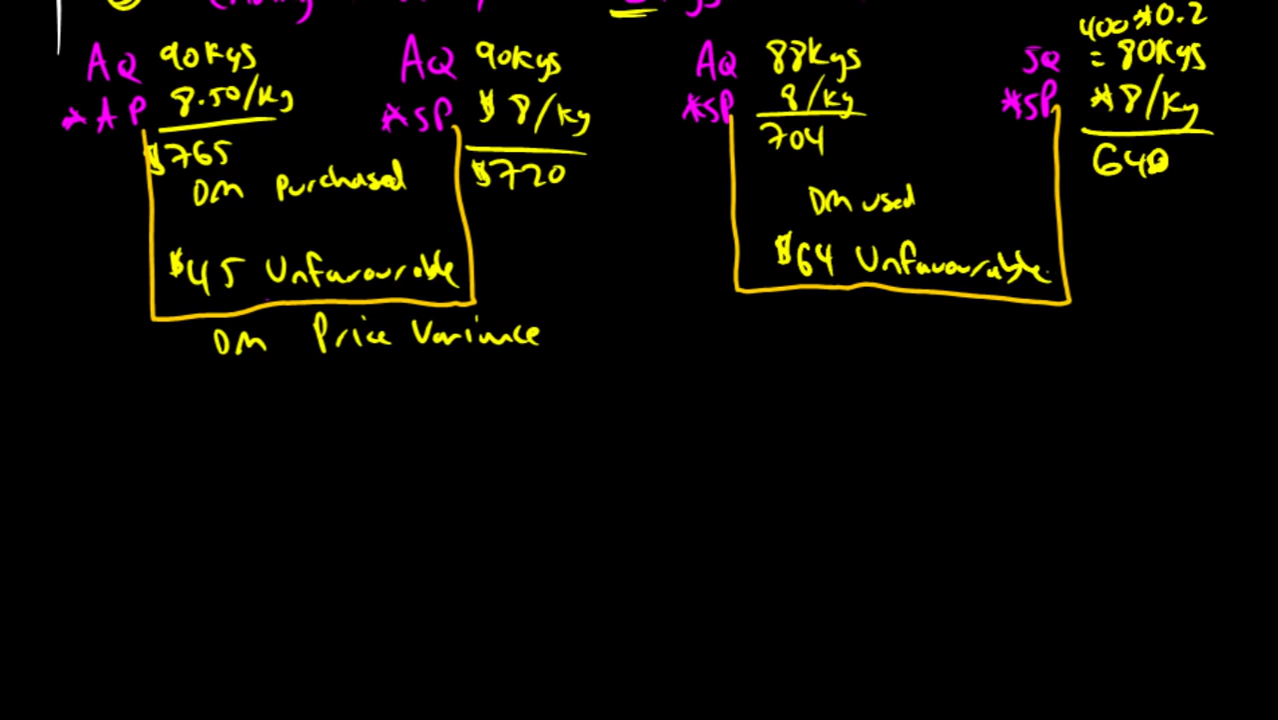 400*0.2
AQ 90Kgs AQ 90Kgs AQ 88Kgs SQ = 80Kgs
*AP 8.50/Kg *SP $8/Kg *SP 8/Kg *SP *8/Kg
$765 $720 704 640
DM Purchased DM used
$45 Unfavourable $64 Unfavourable
DM Price Variance